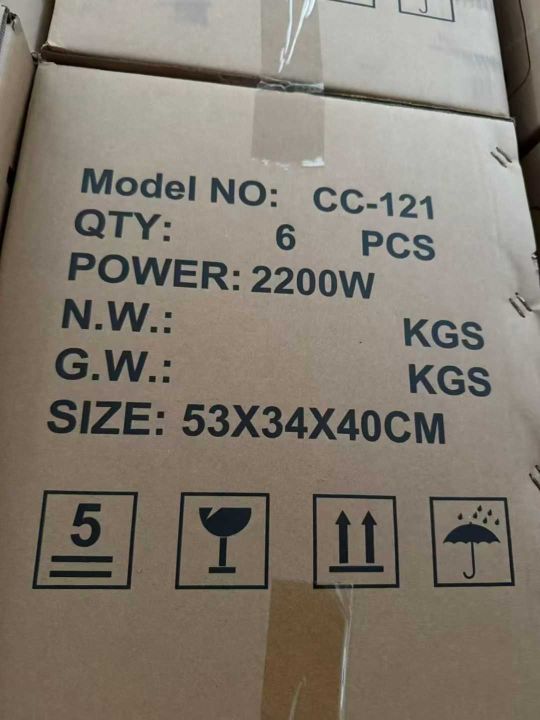 Model NO: CC-121
QTY: 6 PCS
POWER: 2200W
N.W.: KGS
G.W.: KGS
SIZE: 53X34X40CM
5